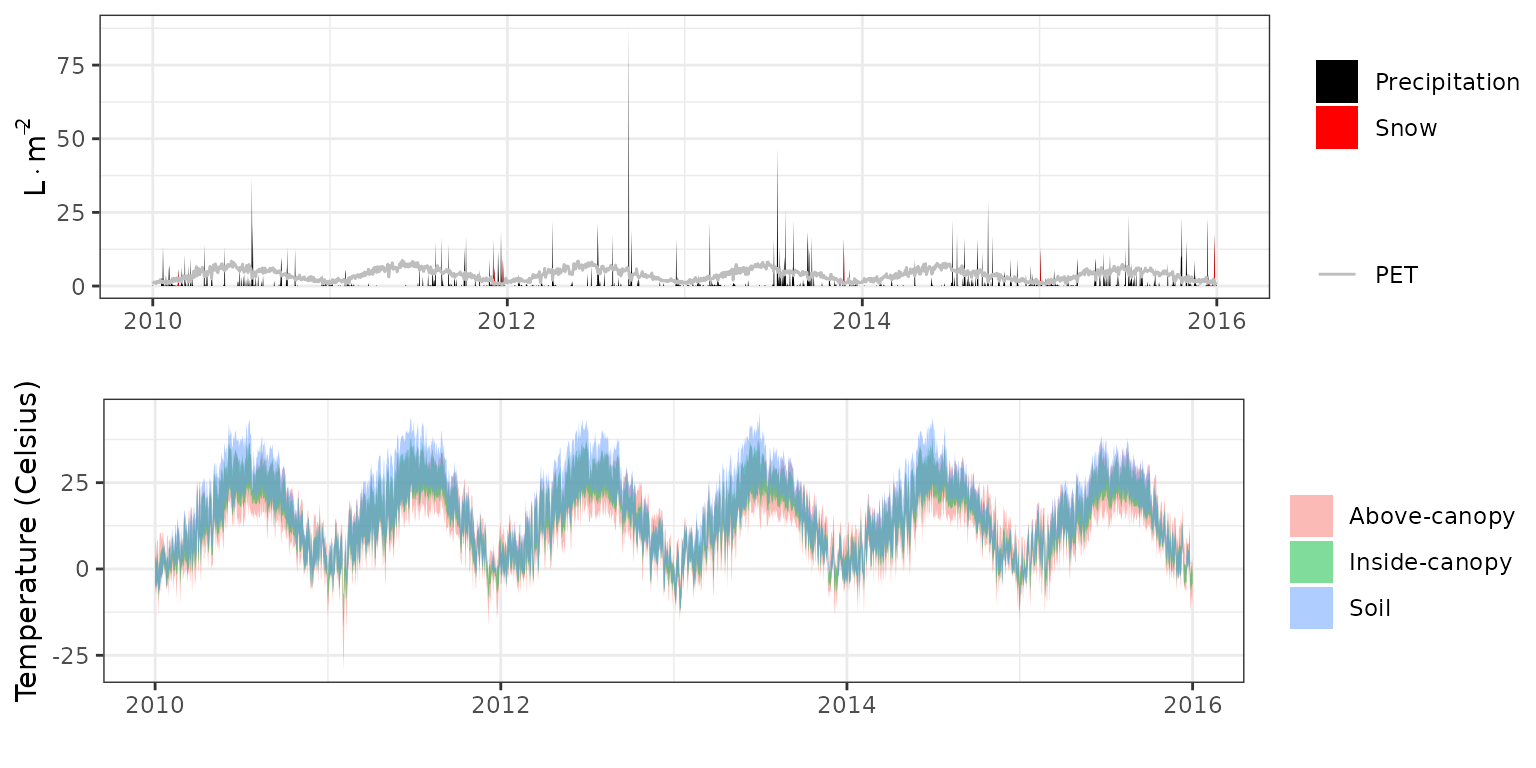 L · m⁻²
75
50
25
0
2010
2012
2014
2016
Precipitation
Snow
PET
Temperature (Celsius)
25
0
-25
2010
2012
2014
2016
Above-canopy
Inside-canopy
Soil